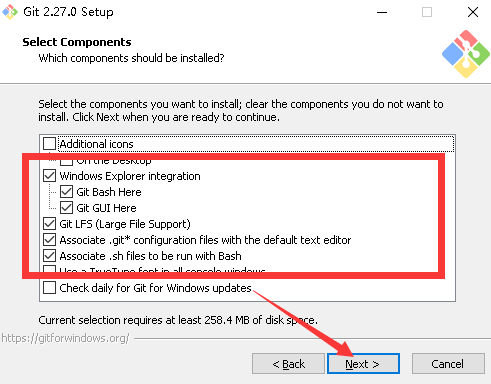 Git 2.27.0 Setup
Select Components
Which components should be installed?
Select the components you want to install; clear the components you do not want to
install. Click Next when you are ready to continue.
Additional icons
On the Desktop
Windows Explorer integration
Git Bash Here
Git GUI Here
Git LFS (Large File Support)
Associate .git* configuration files with the default text editor
Associate .sh files to be run with Bash
Use a TrueType font in all console windows
Check daily for Git for Windows updates
Current selection requires at least 258.4 MB of disk space.
https://gitforwindows.org/
< Back
Next >
Cancel